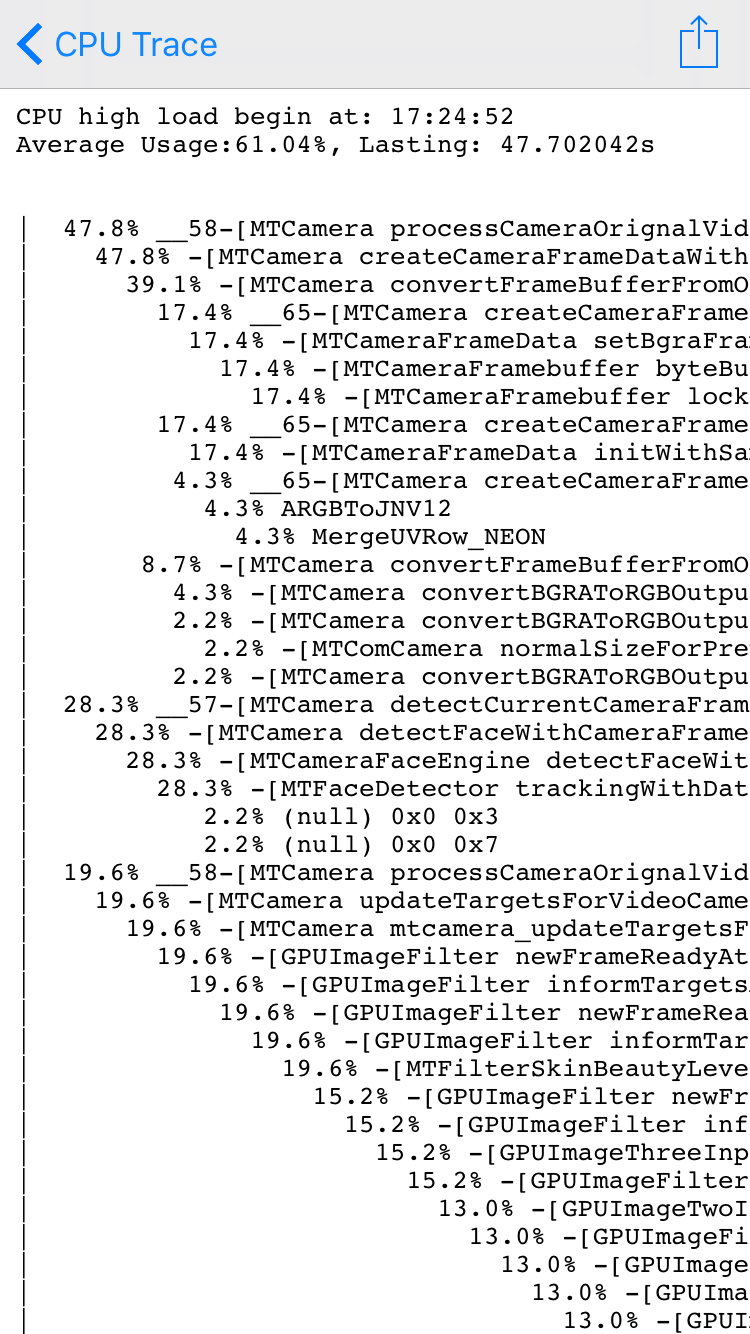 CPU Trace
CPU high load begin at: 17:24:52
Average Usage:61.04%, Lasting: 47.702042s
| 47.8% __58-[MTCamera processCameraOrignalVid
| 47.8% -[MTCamera createCameraFrameDataWith
| 39.1% -[MTCamera convertFrameBufferFromO
| 17.4% __65-[MTCamera createCameraFrame
| 17.4% -[MTCameraFrameData setBgraFra
| 17.4% -[MTCameraFramebuffer byteBu
| 17.4% -[MTCameraFramebuffer lock
| 17.4% __65-[MTCamera createCameraFrame
| 17.4% -[MTCameraFrameData initWithSa
| 4.3% __65-[MTCamera createCameraFrame
| 4.3% ARGBToJNV12
| 4.3% MergeUVRow_NEON
| 8.7% -[MTCamera convertFrameBufferFromO
| 4.3% -[MTCamera convertBGRAToRGBOutpu
| 2.2% -[MTCamera convertBGRAToRGBOutpu
| 2.2% -[MTComCamera normalSizeForPre
| 2.2% -[MTCamera convertBGRAToRGBOutpu
| 28.3% __57-[MTCamera detectCurrentCameraFram
| 28.3% -[MTCamera detectFaceWithCameraFrame
| 28.3% -[MTCameraFaceEngine detectFaceWit
| 28.3% -[MTFaceDetector trackingWithDat
| 2.2% (null) 0x0 0x3
| 2.2% (null) 0x0 0x7
| 19.6% __58-[MTCamera processCameraOrignalVid
| 19.6% -[MTCamera updateTargetsForVideoCame
| 19.6% -[MTCamera mtcamera_updateTargetsF
| 19.6% -[GPUImageFilter newFrameReadyAt
| 19.6% -[GPUImageFilter informTargets
| 19.6% -[GPUImageFilter newFrameRea
| 19.6% -[GPUImageFilter informTar
| 19.6% -[MTFilterSkinBeautyLeve
| 15.2% -[GPUImageFilter newFr
| 15.2% -[GPUImageFilter inf
| 15.2% -[GPUImageThreeInp
| 15.2% -[GPUImageFilter
| 13.0% -[GPUImageTwoI
| 13.0% -[GPUImageFi
| 13.0% -[GPUImage
| 13.0% -[GPUIma
| 13.0% -[GPUI